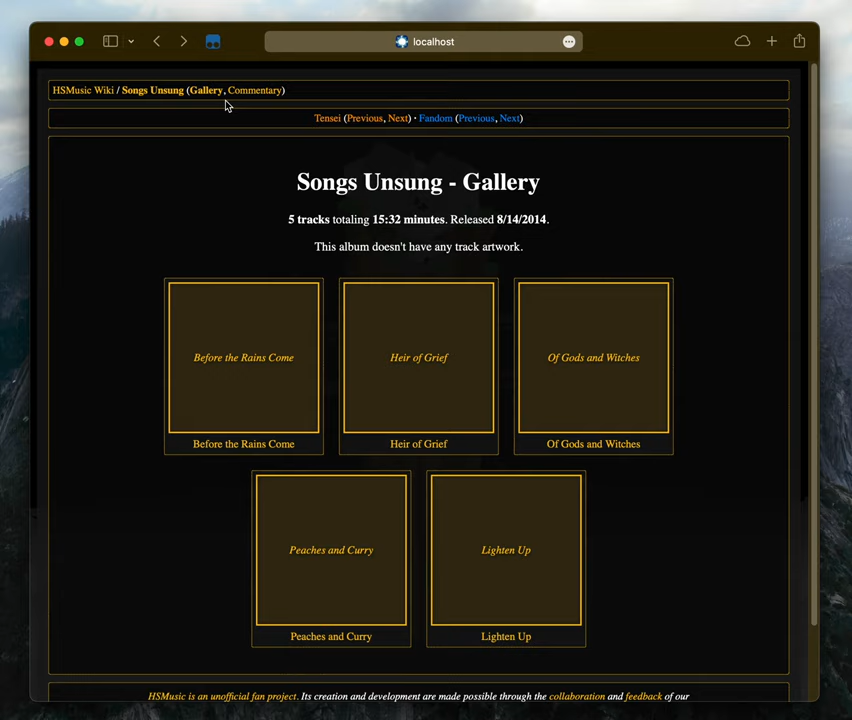 localhost
HSMusic Wiki / Songs Unsung (Gallery, Commentary)
Tensei (Previous, Next) · Fandom (Previous, Next)
Songs Unsung - Gallery
5 tracks totaling 15:32 minutes. Released 8/14/2014.
This album doesn't have any track artwork.
Before the Rains Come Heir of Grief Of Gods and Witches
Before the Rains Come Heir of Grief Of Gods and Witches
Peaches and Curry Lighten Up
Peaches and Curry Lighten Up
HSMusic is an unofficial fan project. Its creation and development are made possible through the collaboration and feedback of our